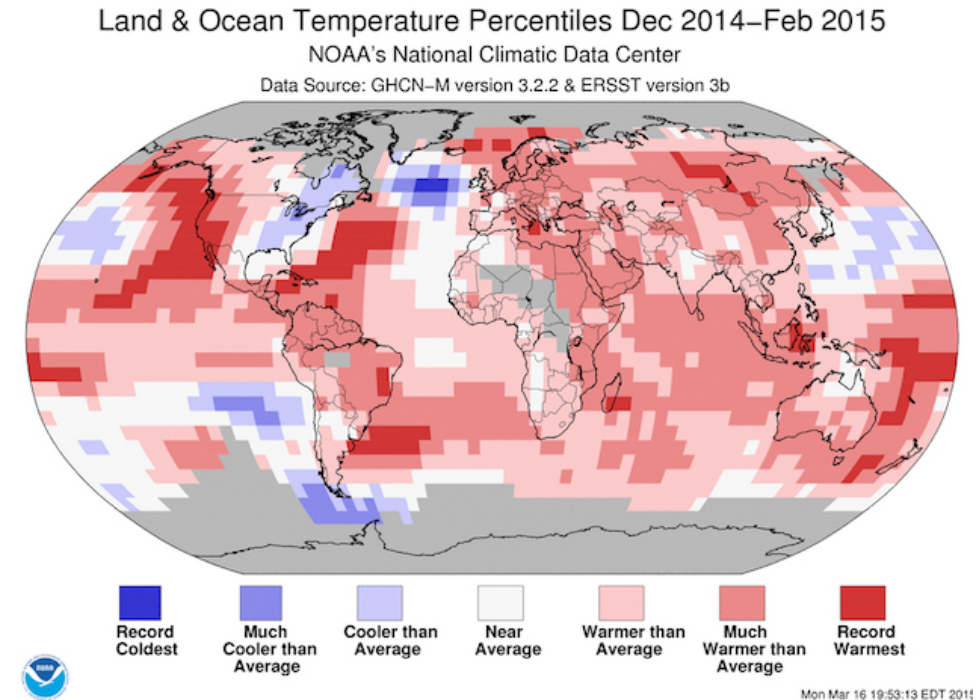 Land & Ocean Temperature Percentiles Dec 2014–Feb 2015
NOAA's National Climatic Data Center
Data Source: GHCN–M version 3.2.2 & ERSST version 3b
Record
Coldest
Much
Cooler than
Average
Cooler than
Average
Near
Average
Warmer than
Average
Much
Warmer than
Average
Record
Warmest
NOAA
Mon Mar 16 19:53:13 EDT 2015